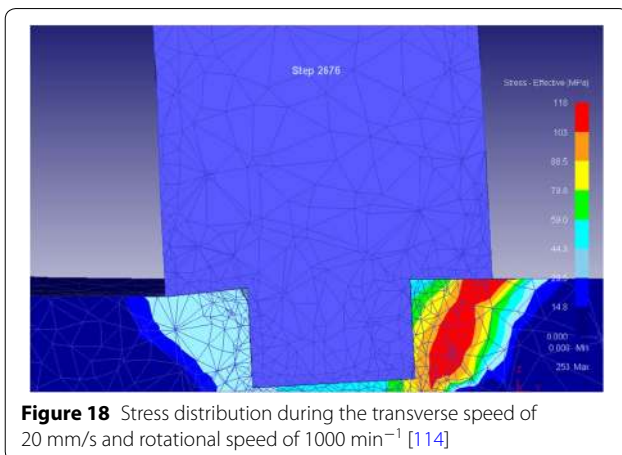 Step 2676
Stress - Effective (MPa)
118
103
88.5
73.8
59.0
44.3
29.5
14.8
0.000
0.000 Min
253 Max
Figure 18 Stress distribution during the transverse speed of
20 mm/s and rotational speed of 1000 min⁻¹ [114]